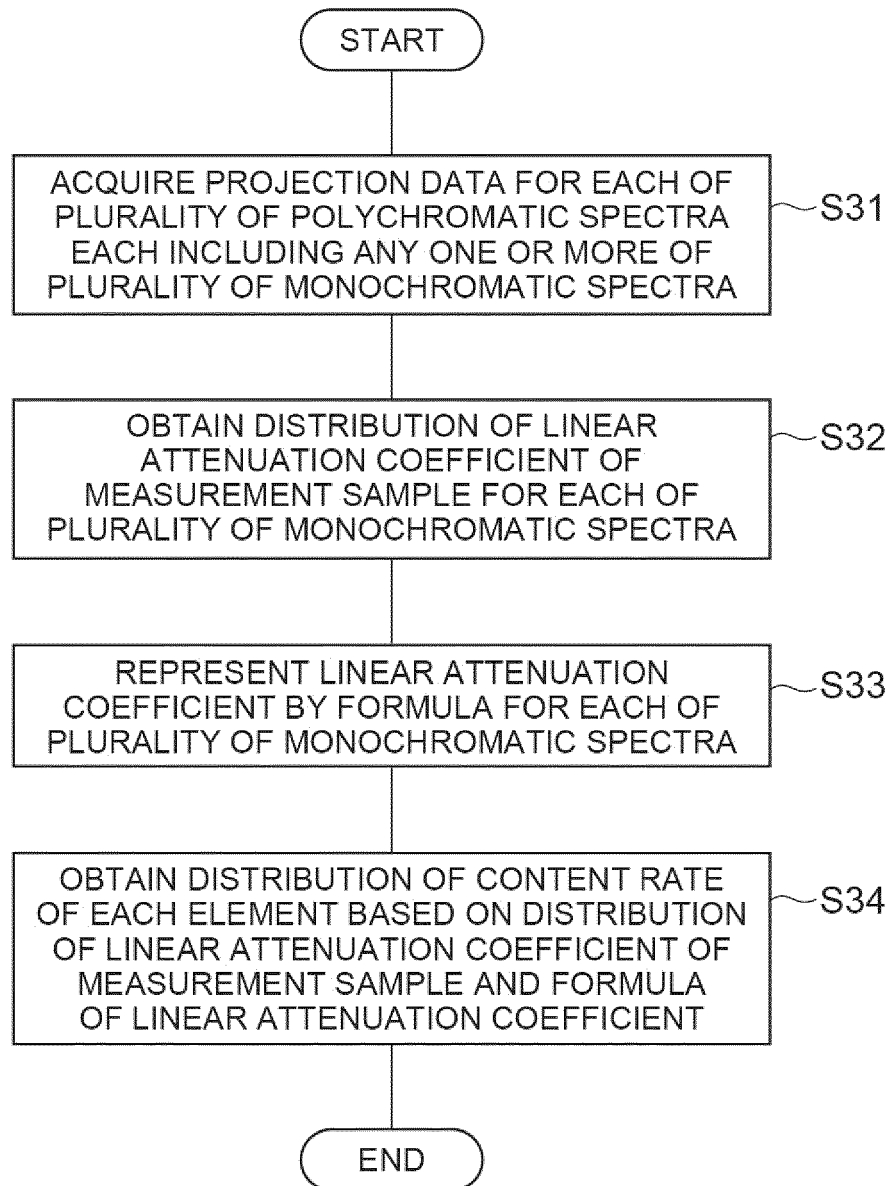 START
ACQUIRE PROJECTION DATA FOR EACH OF
PLURALITY OF POLYCHROMATIC SPECTRA
EACH INCLUDING ANY ONE OR MORE OF
PLURALITY OF MONOCHROMATIC SPECTRA
S31
OBTAIN DISTRIBUTION OF LINEAR
ATTENUATION COEFFICIENT OF
MEASUREMENT SAMPLE FOR EACH OF
PLURALITY OF MONOCHROMATIC SPECTRA
S32
REPRESENT LINEAR ATTENUATION
COEFFICIENT BY FORMULA FOR EACH OF
PLURALITY OF MONOCHROMATIC SPECTRA
S33
OBTAIN DISTRIBUTION OF CONTENT RATE
OF EACH ELEMENT BASED ON DISTRIBUTION
OF LINEAR ATTENUATION COEFFICIENT OF
MEASUREMENT SAMPLE AND FORMULA
OF LINEAR ATTENUATION COEFFICIENT
S34
END